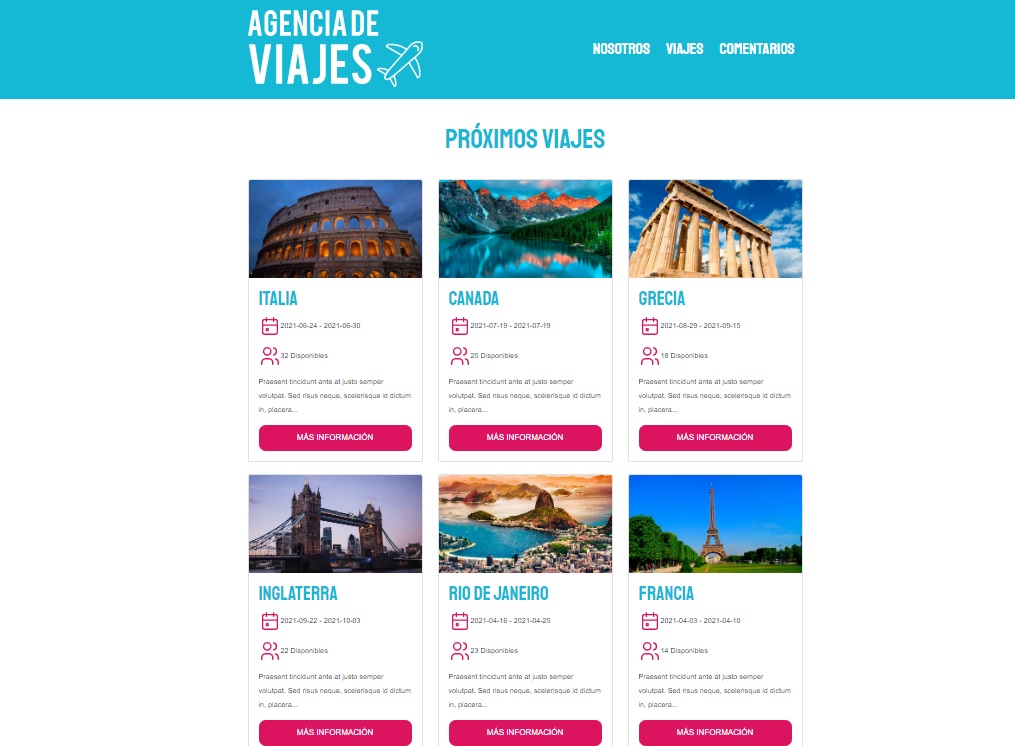 AGENCIA DE
VIAJES
NOSOTROS VIAJES COMENTARIOS
PRÓXIMOS VIAJES
ITALIA
2021-06-24 - 2021-06-30
32 Disponibles
Praesent tincidunt ante at justo semper
volutpat. Sed risus neque, scelerisque id dictum
in, placera...
MÁS INFORMACIÓN
CANADA
2021-07-19 - 2021-07-19
25 Disponibles
Praesent tincidunt ante at justo semper
volutpat. Sed risus neque, scelerisque id dictum
in, placera...
MÁS INFORMACIÓN
GRECIA
2021-08-29 - 2021-09-15
18 Disponibles
Praesent tincidunt ante at justo semper
volutpat. Sed risus neque, scelerisque id dictum
in, placera...
MÁS INFORMACIÓN
INGLATERRA
2021-09-22 - 2021-10-03
22 Disponibles
Praesent tincidunt ante at justo semper
volutpat. Sed risus neque, scelerisque id dictum
in, placera...
MÁS INFORMACIÓN
RIO DE JANEIRO
2021-04-16 - 2021-04-25
23 Disponibles
Praesent tincidunt ante at justo semper
volutpat. Sed risus neque, scelerisque id dictum
in, placera...
MÁS INFORMACIÓN
FRANCIA
2021-04-03 - 2021-04-10
14 Disponibles
Praesent tincidunt ante at justo semper
volutpat. Sed risus neque, scelerisque id dictum
in, placera...
MÁS INFORMACIÓN